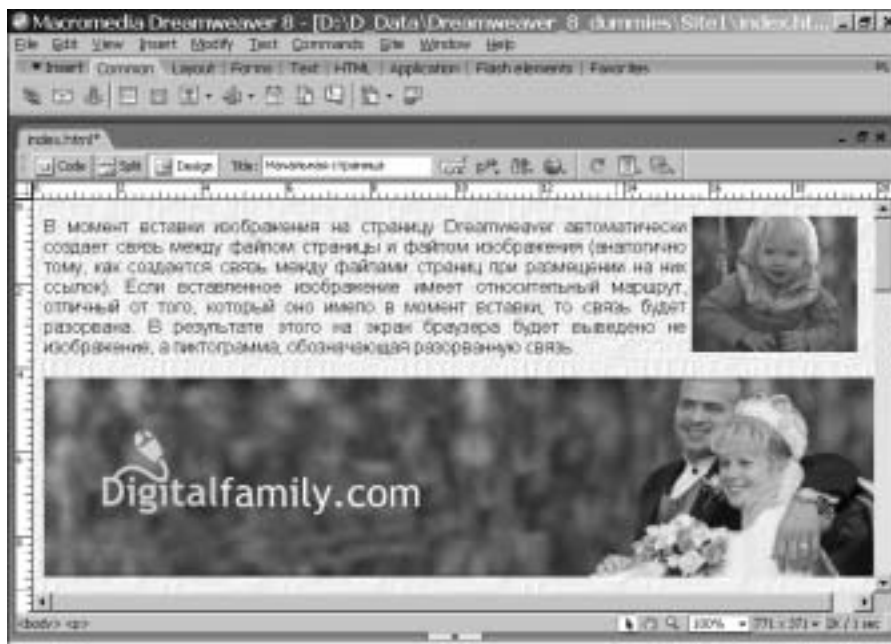 Macromedia Dreamweaver 8 - [D:\D_Data\Dreamweaver_8_dummies\Site1\index.ht...
File Edit View Insert Modify Text Commands Site Window Help
Insert Common Layout Forms Text HTML Application Flash elements Favorites
index.html*
Code Split Design Title: Начальная страница
В момент вставки изображения на страницу Dreamweaver автоматически
создает связь между файлом страницы и файлом изображения (аналогично
тому, как создается связь между файлами страниц при размещении на них
ссылок). Если вставленное изображение имеет относительный маршрут,
отличный от того, который оно имело в момент вставки, то связь будет
разорвана. В результате этого на экран браузера будет выведено не
изображение, а пиктограмма, обозначающая разорванную связь.
Digitalfamily.com
<body> <p> 100% 771 x 371 2K / 1 sec